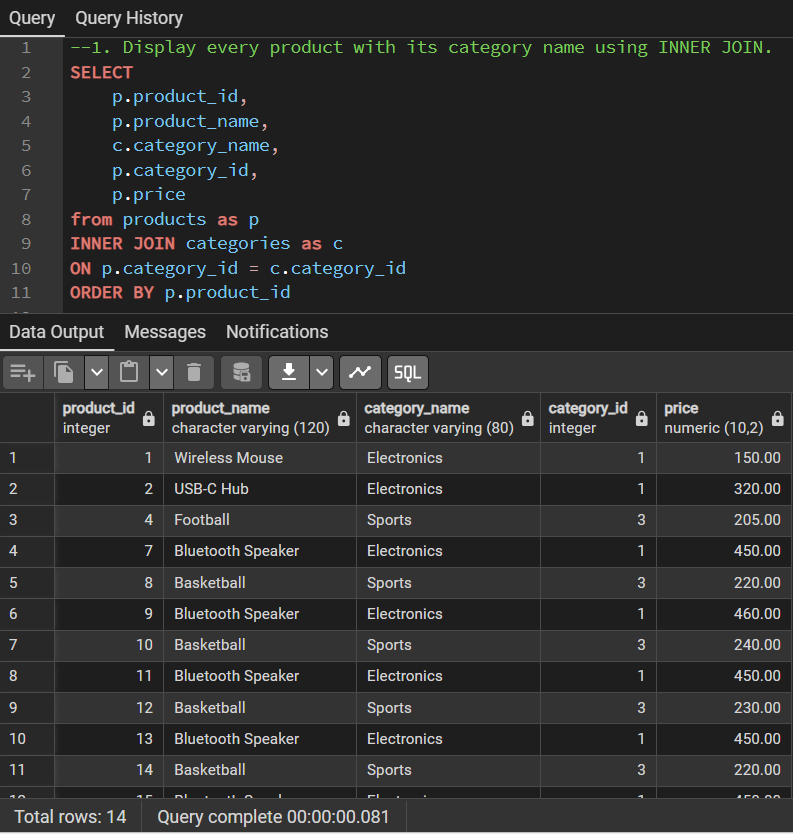 Query Query History
1 --1. Display every product with its category name using INNER JOIN.
2 SELECT
3 p.product_id,
4 p.product_name,
5 c.category_name,
6 p.category_id,
7 p.price
8 from products as p
9 INNER JOIN categories as c
10 ON p.category_id = c.category_id
11 ORDER BY p.product_id
Data Output Messages Notifications
SQL
product_id product_name category_name category_id price
integer character varying (120) character varying (80) integer numeric (10,2)
1 1 Wireless Mouse Electronics 1 150.00
2 2 USB-C Hub Electronics 1 320.00
3 4 Football Sports 3 205.00
4 7 Bluetooth Speaker Electronics 1 450.00
5 8 Basketball Sports 3 220.00
6 9 Bluetooth Speaker Electronics 1 460.00
7 10 Basketball Sports 3 240.00
8 11 Bluetooth Speaker Electronics 1 450.00
9 12 Basketball Sports 3 230.00
10 13 Bluetooth Speaker Electronics 1 450.00
11 14 Basketball Sports 3 220.00
Total rows: 14 Query complete 00:00:00.081